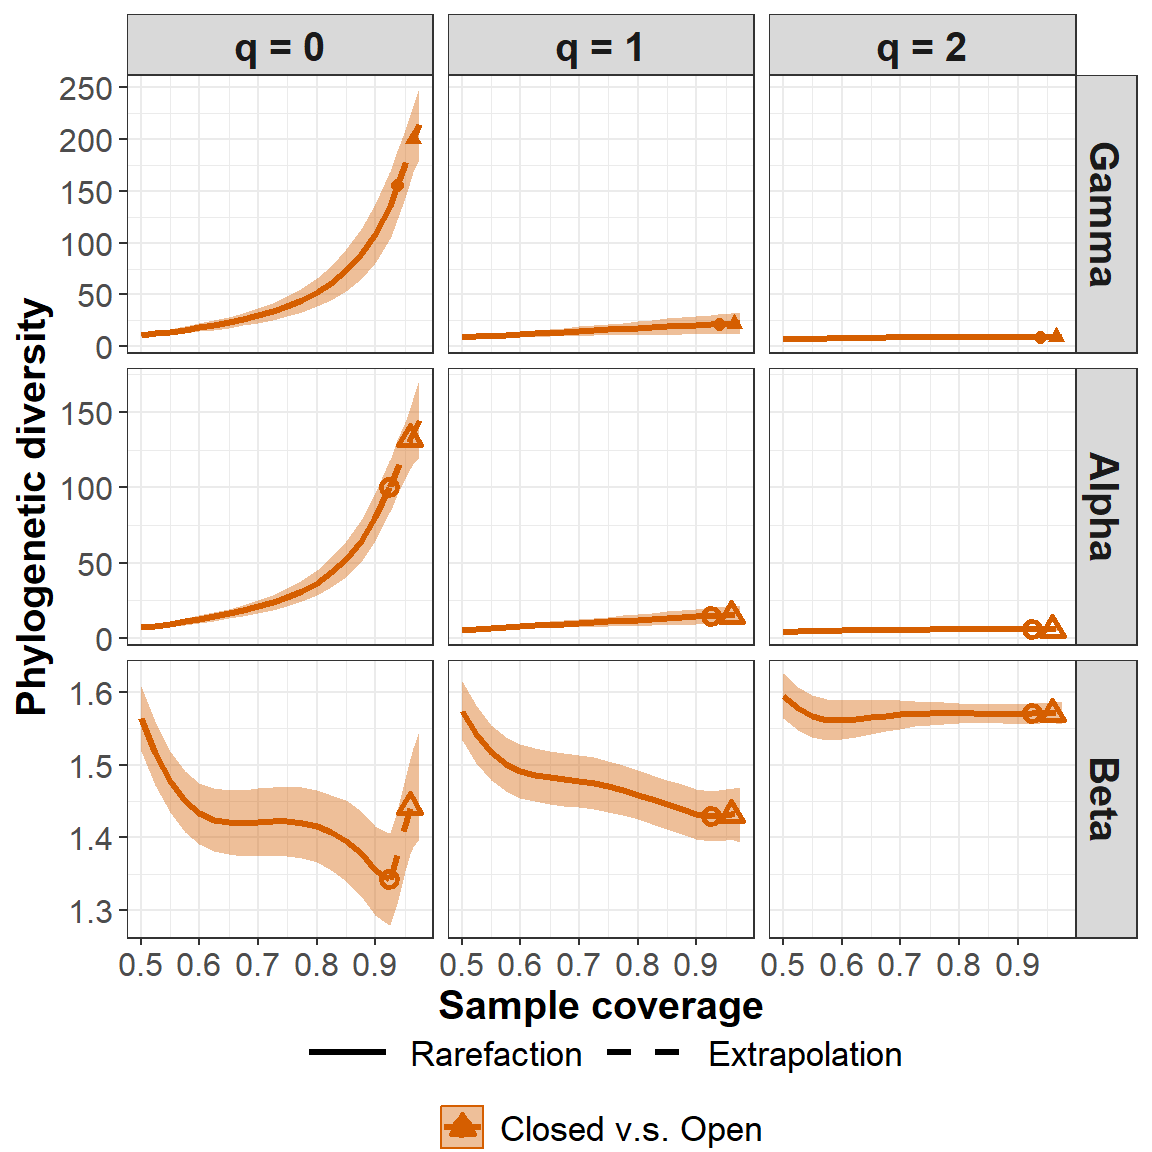 q = 0 q = 1 q = 2
Phylogenetic diversity
250
200
150
100
50
0
Gamma
150
100
50
0
Alpha
1.6
1.5
1.4
1.3
Beta
0.5 0.6 0.7 0.8 0.9 0.5 0.6 0.7 0.8 0.9 0.5 0.6 0.7 0.8 0.9
Sample coverage
Rarefaction Extrapolation
Closed v.s. Open